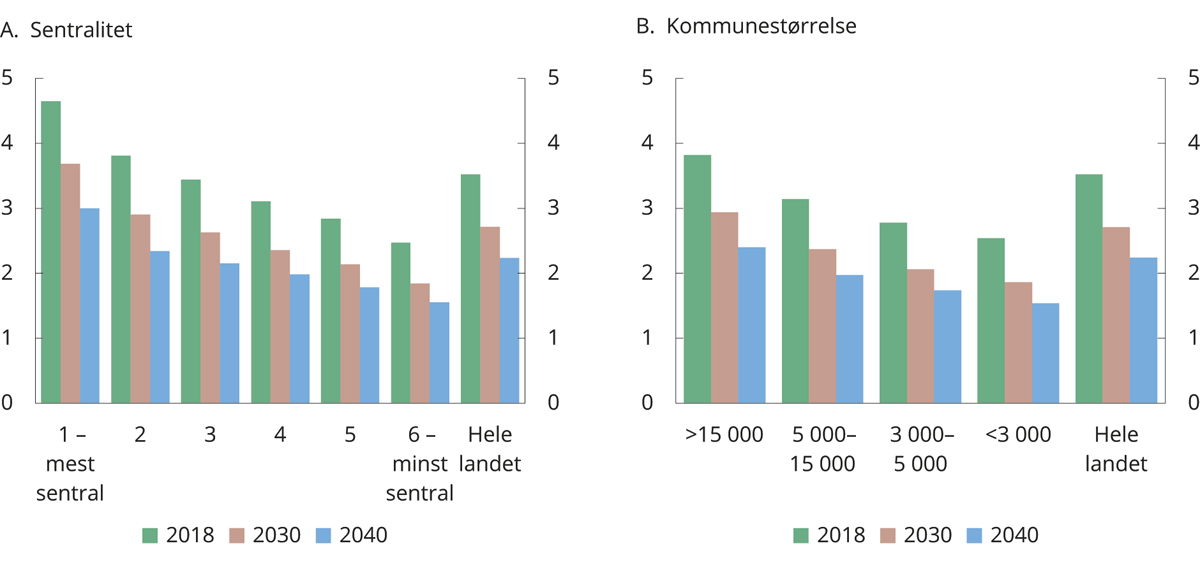 A. Sentralitet
5 5
4 4
3 3
2 2
1 1
0 0
1 – 2 3 4 5 6 – Hele
mest minst landet
sentral sentral
2018 2030 2040
B. Kommunestørrelse
5 5
4 4
3 3
2 2
1 1
0 0
>15 000 5 000– 3 000– <3 000 Hele
15 000 5 000 landet
2018 2030 2040